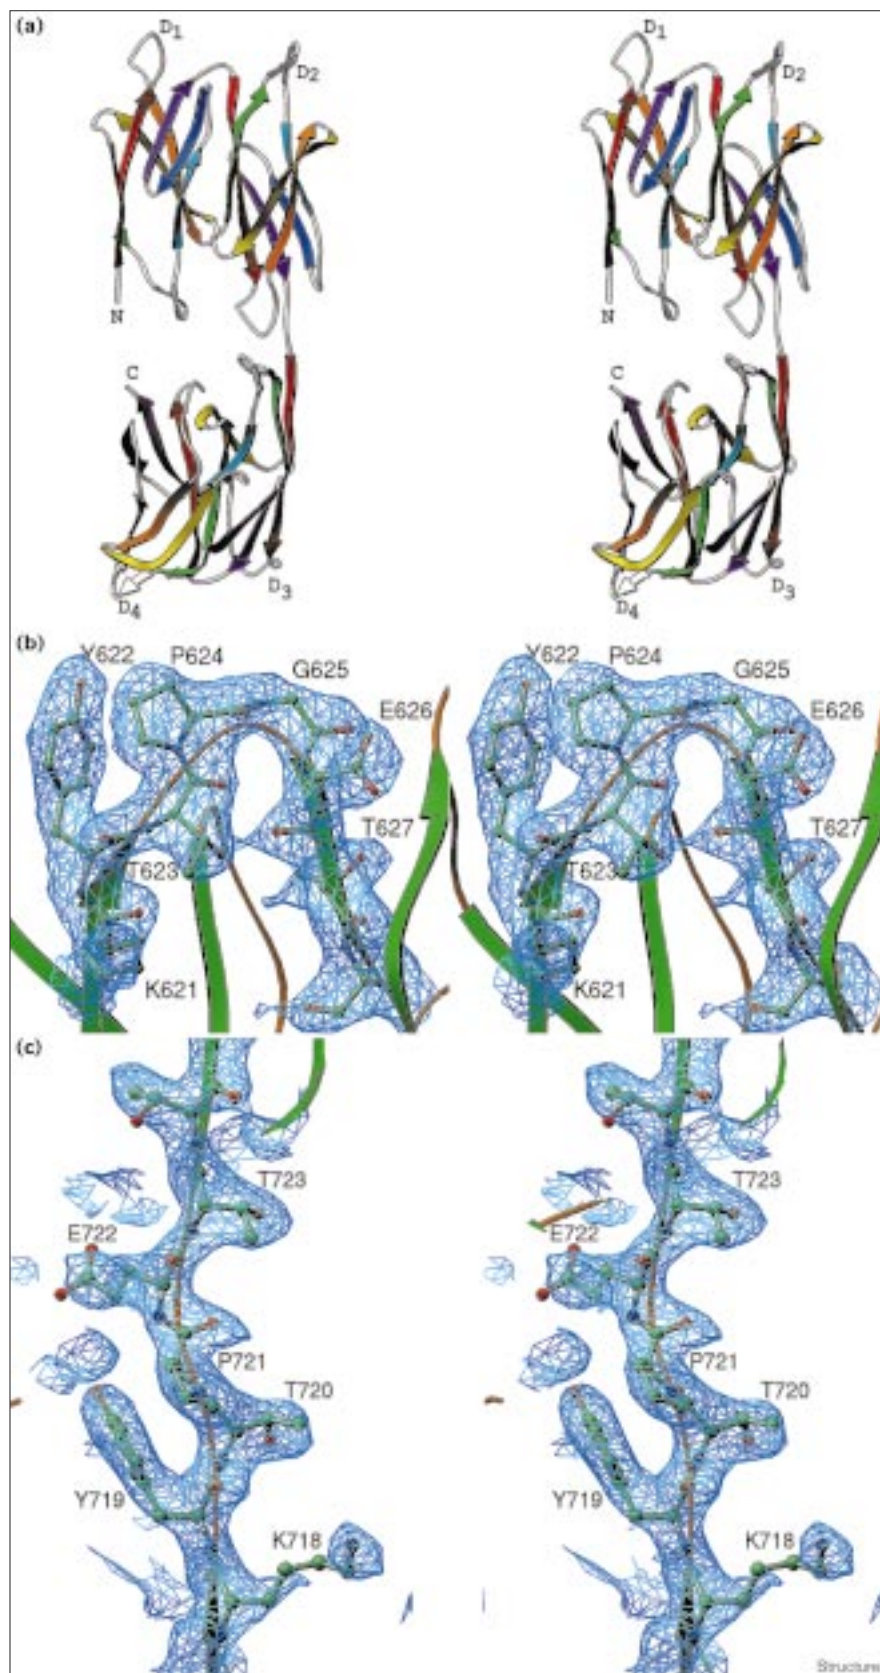 (a)
D1 D1
D2 D2
N N
C C
D3 D3
D4 D4
(b)
Y622 P624 Y622 P624
G625 G625
E626 E626
T627 T627
T623 T623
K621 K621
(c)
T723 T723
E722 E722
P721 P721
T720 T720
Y719 Y719
K718 K718
Structure